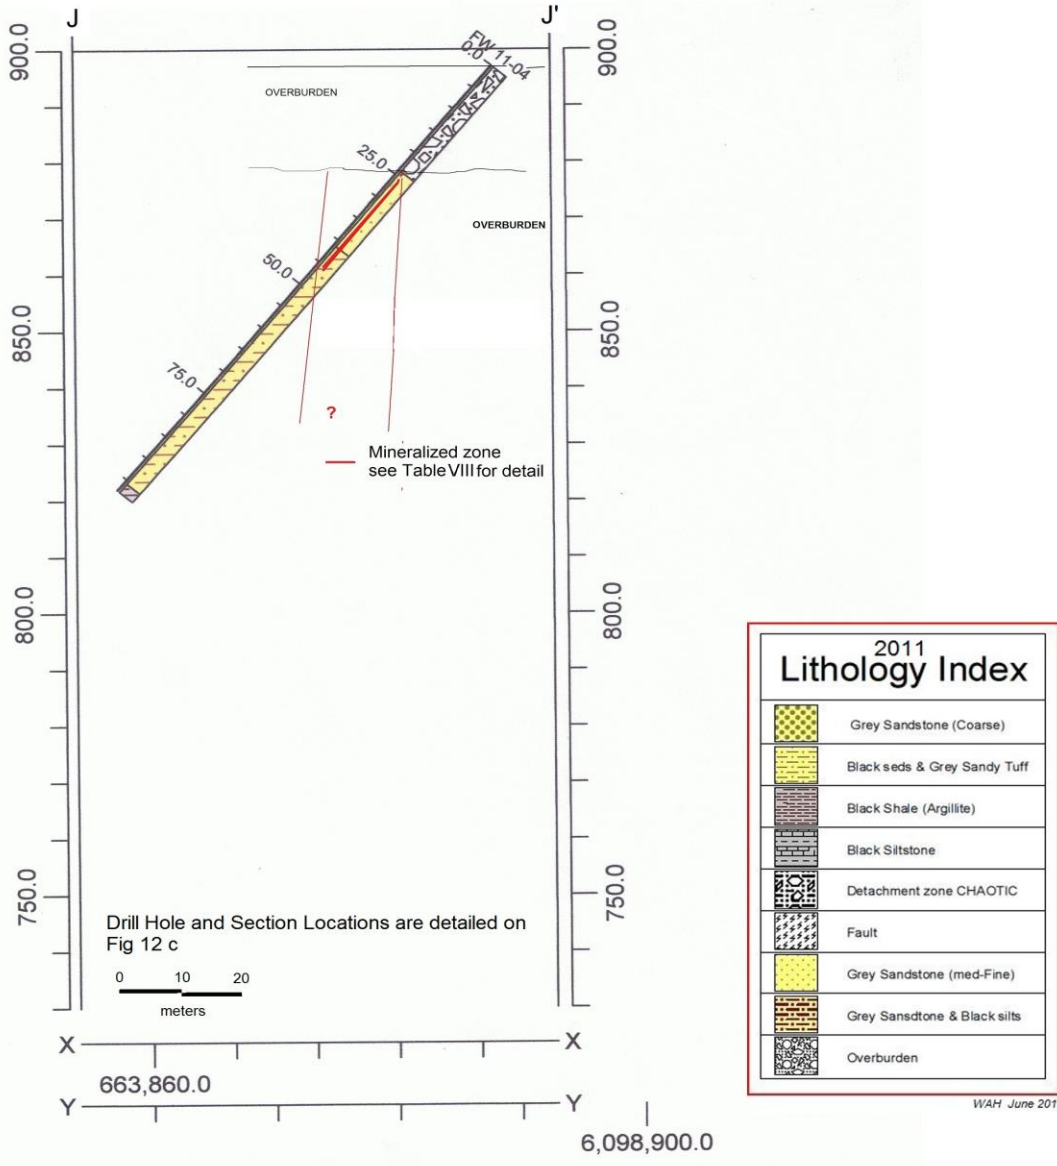 J
J'
900.0
900.0
FW 11-04
0.0
OVERBURDEN
25.0
OVERBURDEN
50.0
850.0
850.0
75.0
?
Mineralized zone
see Table VIII for detail
800.0
800.0
750.0
750.0
Drill Hole and Section Locations are detailed on
Fig 12 c
0 10 20
meters
X
X
663,860.0
Y
Y
6,098,900.0
2011
Lithology Index
Grey Sandstone (Coarse)
Black seds & Grey Sandy Tuff
Black Shale (Argillite)
Black Siltstone
Detachment zone CHAOTIC
Fault
Grey Sandstone (med-Fine)
Grey Sansdtone & Black silts
Overburden
WAH June 201